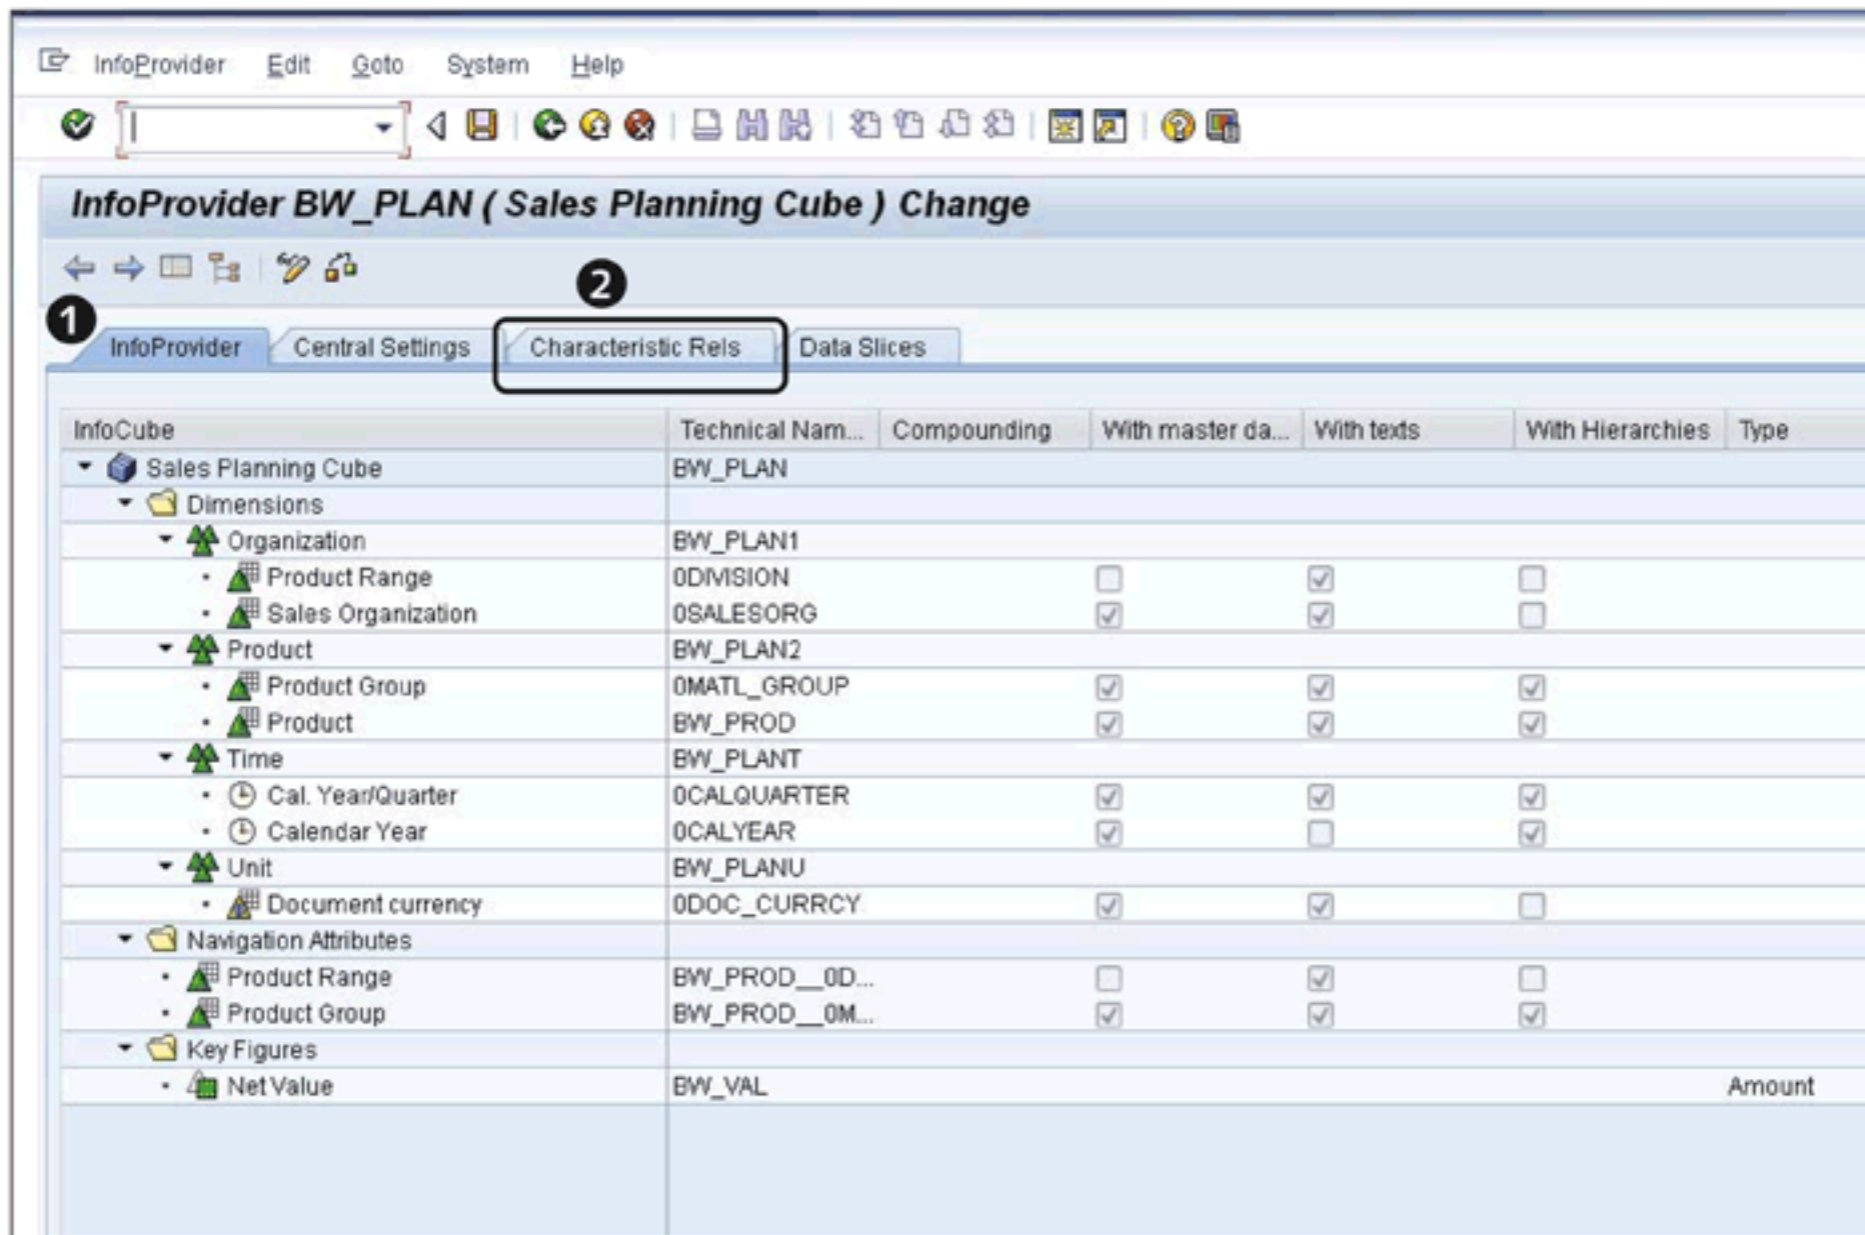 InfoProvider Edit Goto System Help
InfoProvider BW_PLAN ( Sales Planning Cube ) Change
1 2
InfoProvider Central Settings Characteristic Rels Data Slices
InfoCube Technical Nam... Compounding With master da... With texts With Hierarchies Type
Sales Planning Cube BW_PLAN
Dimensions
Organization BW_PLAN1
Product Range 0DIVISION
Sales Organization 0SALESORG
Product BW_PLAN2
Product Group 0MATL_GROUP
Product BW_PROD
Time BW_PLANT
Cal. Year/Quarter 0CALQUARTER
Calendar Year 0CALYEAR
Unit BW_PLANU
Document currency 0DOC_CURRCY
Navigation Attributes
Product Range BW_PROD__0D...
Product Group BW_PROD__0M...
Key Figures
Net Value BW_VAL Amount